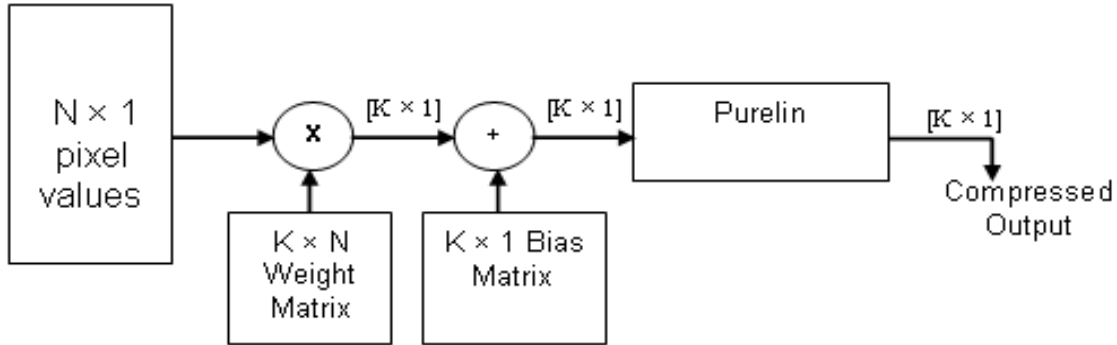 N × 1
pixel
values
X
[K × 1]
+
[K × 1]
Purelin
[K × 1]
Compressed
Output
K × N
Weight
Matrix
K × 1 Bias
Matrix